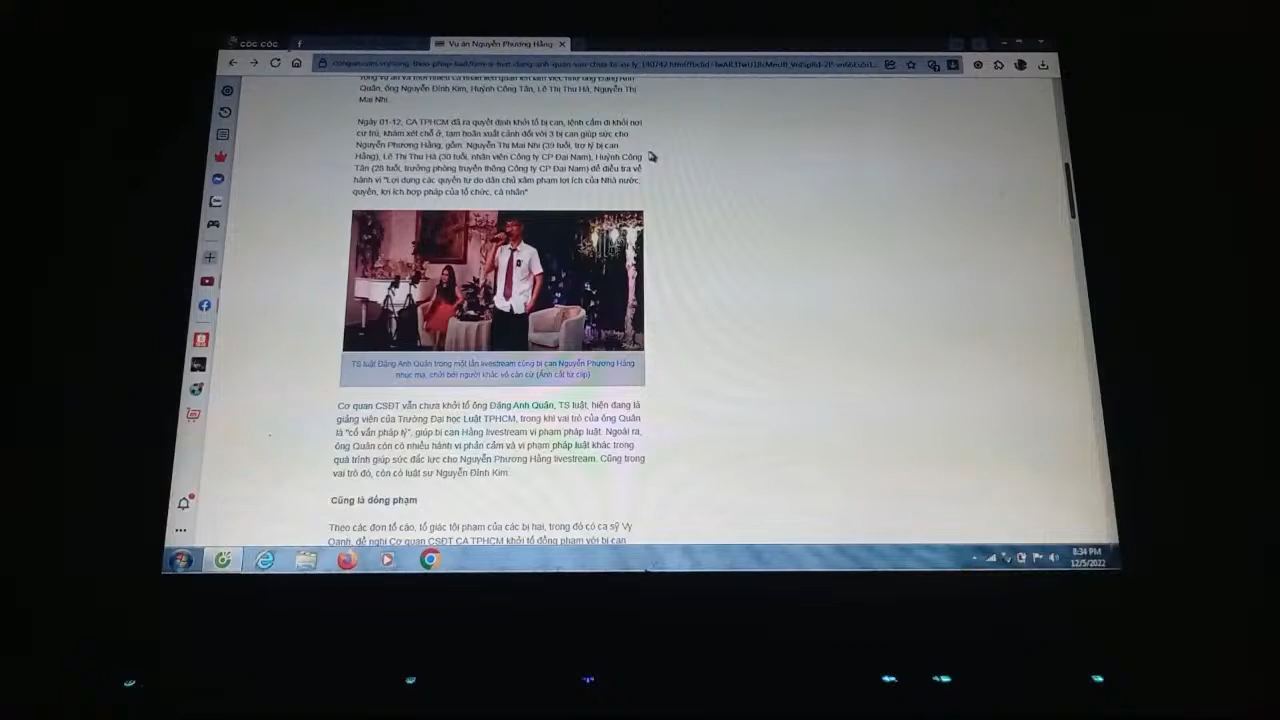 cốc cốc
Vụ án Nguyễn Phương Hằng
Quân, ông Nguyễn Đình Kim, Huỳnh Công Tân, Lê Thị Thu Hà, Nguyễn Thị
Mai Nhi.
Ngày 01-12, CA TPHCM đã ra quyết định khởi tố bị can, lệnh cấm đi khỏi nơi
cư trú, khám xét chỗ ở, tạm hoãn xuất cảnh đối với 3 bị can giúp sức cho
Nguyễn Phương Hằng, gồm: Nguyễn Thị Mai Nhi (39 tuổi, trợ lý bị can
Hằng), Lê Thị Thu Hà (30 tuổi, nhân viên Công ty CP Đại Nam), Huỳnh Công
Tân (28 tuổi, trưởng phòng truyền thông Công ty CP Đại Nam) để điều tra về
hành vi "Lợi dụng các quyền tự do dân chủ xâm phạm lợi ích của Nhà nước,
quyền, lợi ích hợp pháp của tổ chức, cá nhân"
TS luật Đặng Anh Quân trong một lần livestream cùng bị can Nguyễn Phương Hằng
nhục mạ, chửi bới người khác vô căn cứ (Ảnh cắt từ clip)
Cơ quan CSĐT vẫn chưa khởi tố ông Đặng Anh Quân, TS luật, hiện đang là
giảng viên của Trường Đại học Luật TPHCM, trong khi vai trò của ông Quân
là "cố vấn pháp lý", giúp bị can Hằng livestream vi phạm pháp luật. Ngoài ra,
ông Quân còn có nhiều hành vi phản cảm và vi phạm pháp luật khác trong
quá trình giúp sức đắc lực cho Nguyễn Phương Hằng livestream. Cũng trong
vai trò đó, còn có luật sư Nguyễn Đình Kim.
Cũng là đồng phạm
Theo các đơn tố cáo, tố giác tội phạm của các bị hại, trong đó có ca sỹ Vy
Oanh, đề nghị Cơ quan CSĐT CA TPHCM khởi tố đồng phạm với bị can
8:34 PM
12/5/2022